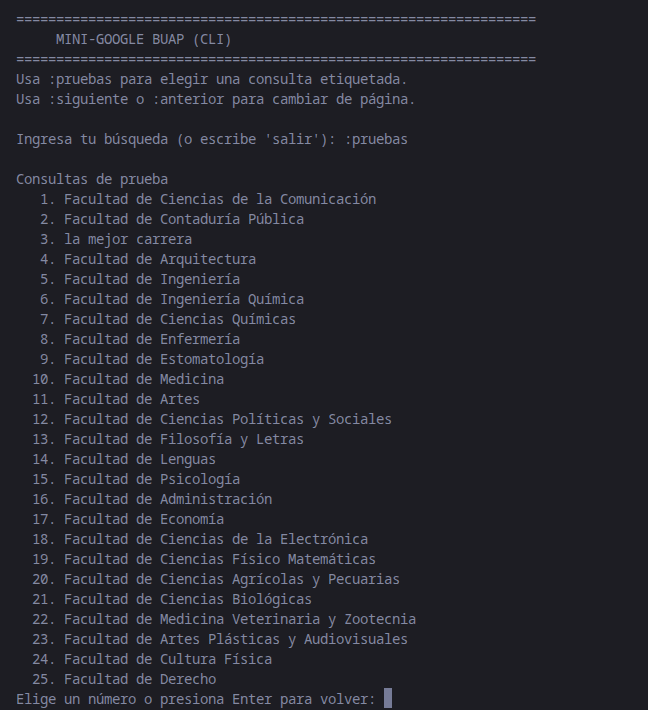 =================================================================
MINI-GOOGLE BUAP (CLI)
=================================================================
Usa :pruebas para elegir una consulta etiquetada.
Usa :siguiente o :anterior para cambiar de página.
Ingresa tu búsqueda (o escribe 'salir'): :pruebas
Consultas de prueba
1. Facultad de Ciencias de la Comunicación
2. Facultad de Contaduría Pública
3. la mejor carrera
4. Facultad de Arquitectura
5. Facultad de Ingeniería
6. Facultad de Ingeniería Química
7. Facultad de Ciencias Químicas
8. Facultad de Enfermería
9. Facultad de Estomatología
10. Facultad de Medicina
11. Facultad de Artes
12. Facultad de Ciencias Políticas y Sociales
13. Facultad de Filosofía y Letras
14. Facultad de Lenguas
15. Facultad de Psicología
16. Facultad de Administración
17. Facultad de Economía
18. Facultad de Ciencias de la Electrónica
19. Facultad de Ciencias Físico Matemáticas
20. Facultad de Ciencias Agrícolas y Pecuarias
21. Facultad de Ciencias Biológicas
22. Facultad de Medicina Veterinaria y Zootecnia
23. Facultad de Artes Plásticas y Audiovisuales
24. Facultad de Cultura Física
25. Facultad de Derecho
Elige un número o presiona Enter para volver: